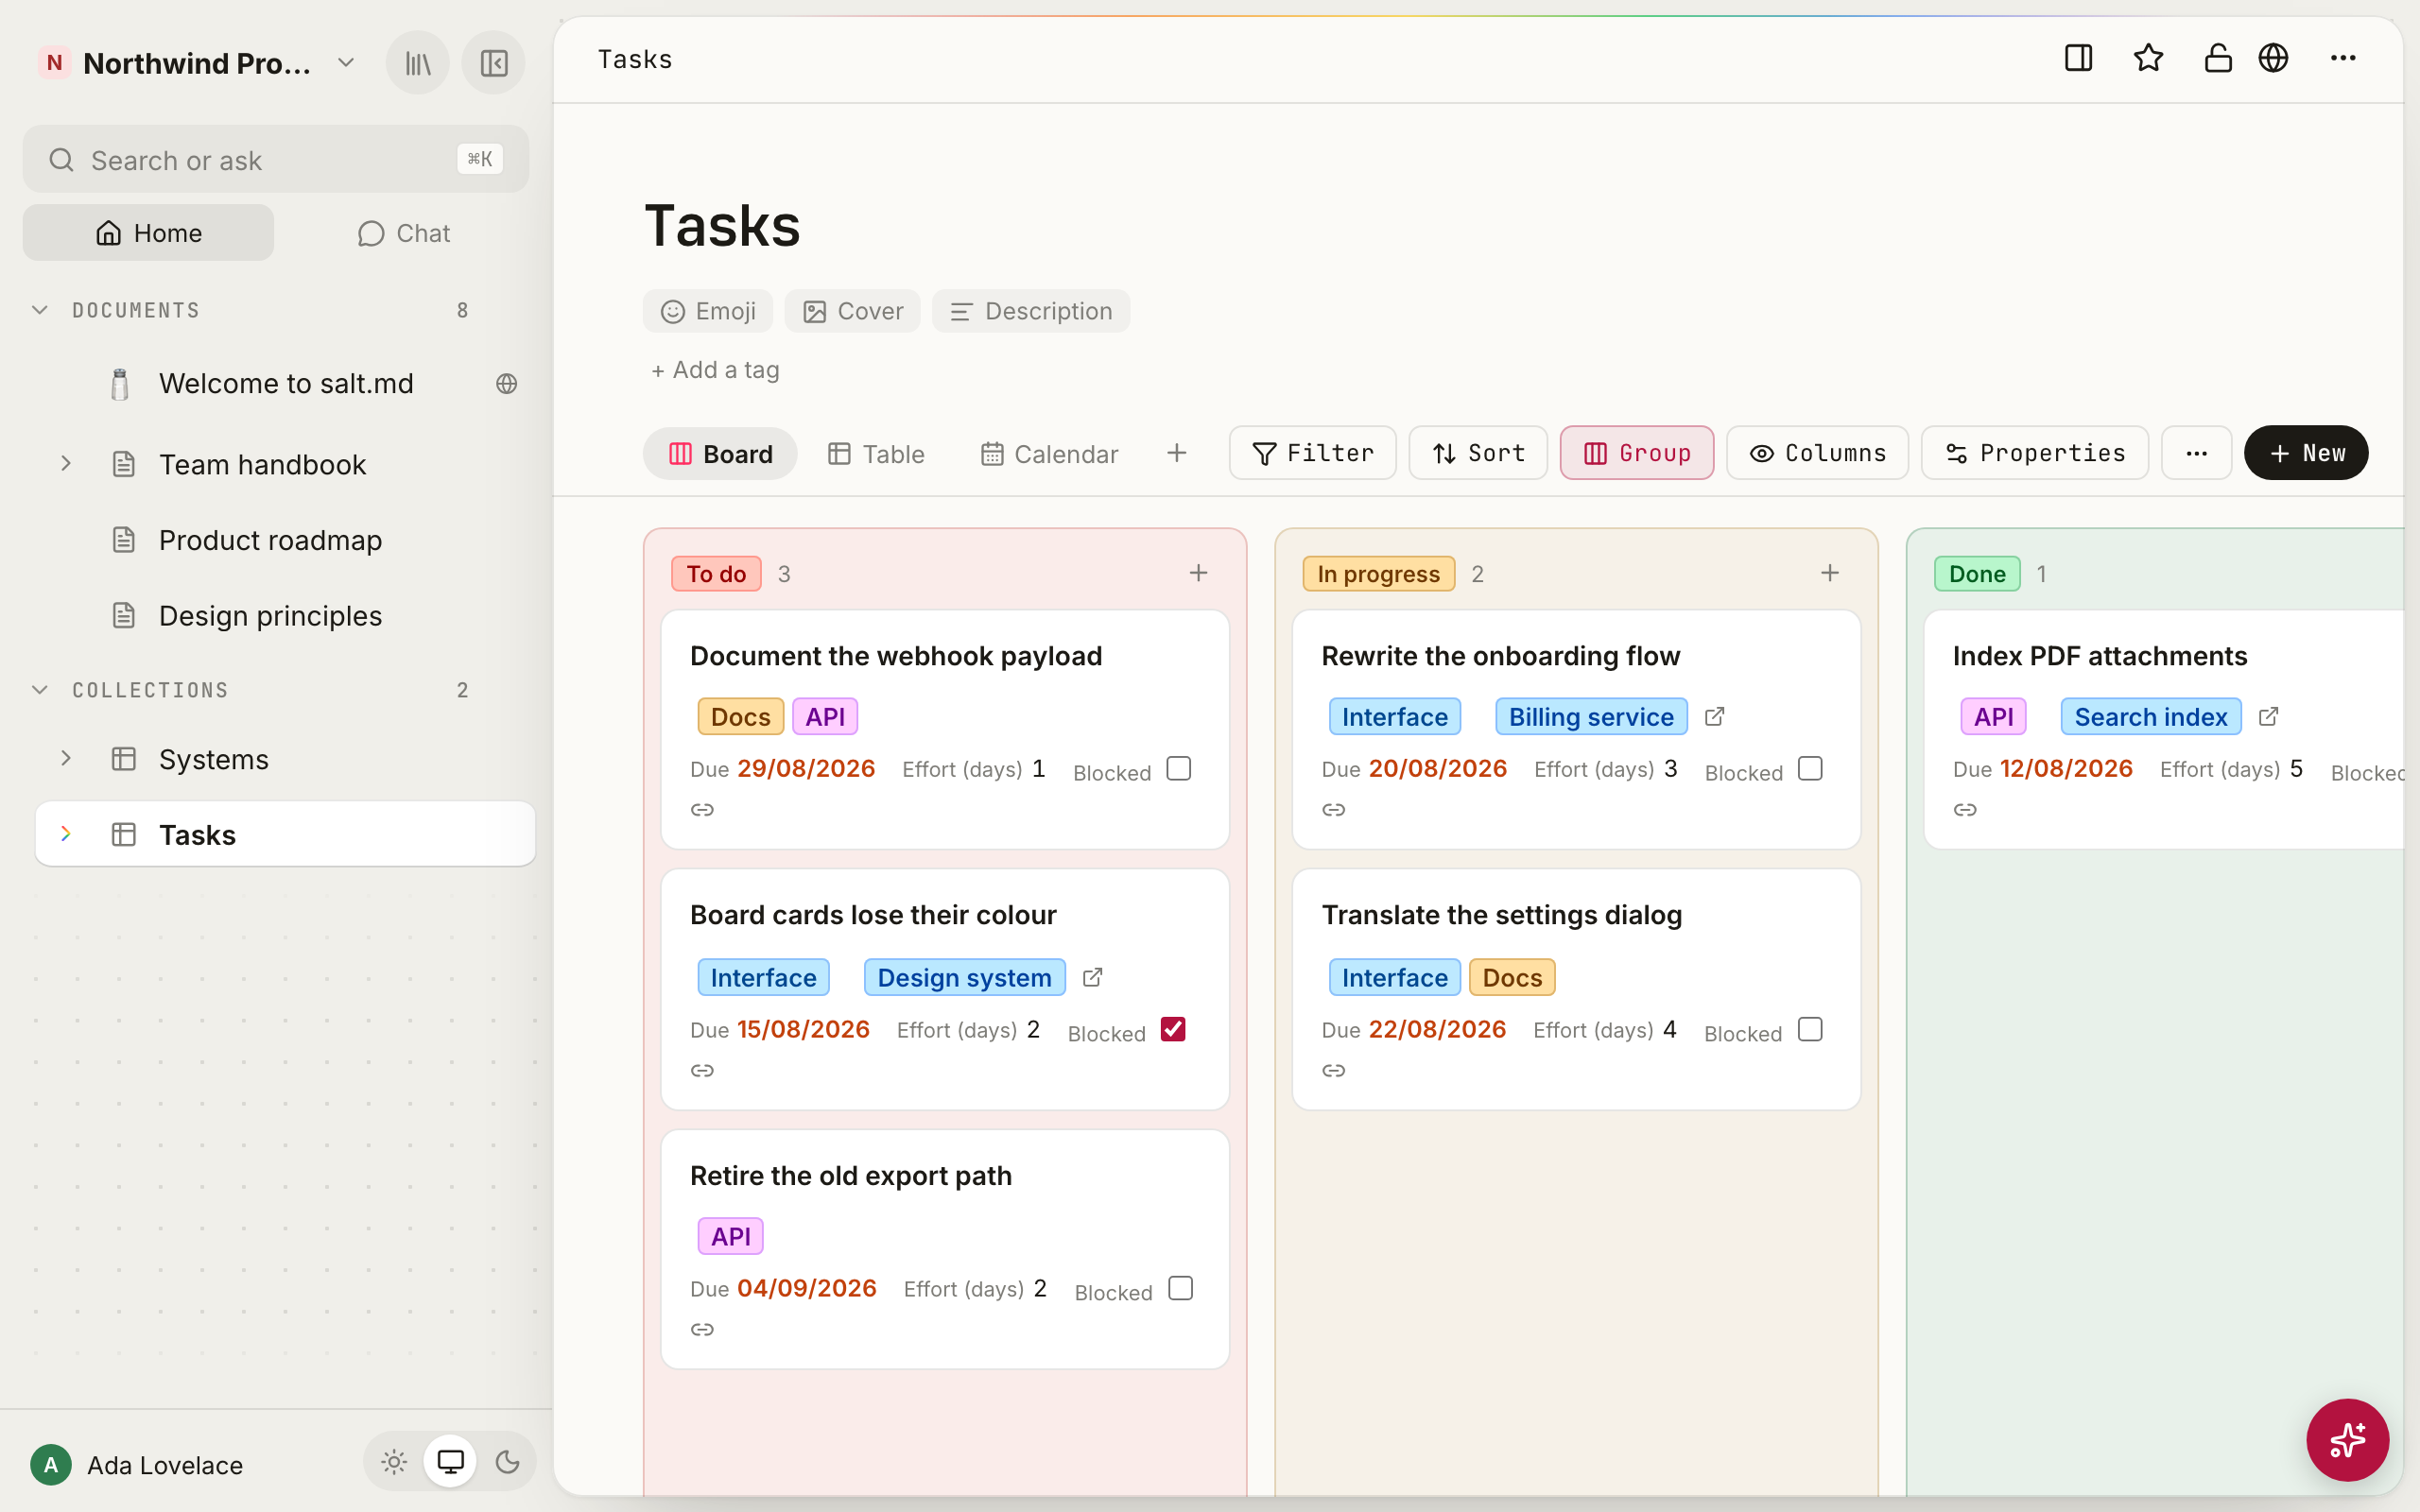 N Northwind Pro...
Search or ask ⌘K
Home Chat
DOCUMENTS 8
Welcome to salt.md
Team handbook
Product roadmap
Design principles
COLLECTIONS 2
Systems
Tasks
A Ada Lovelace
Tasks
Tasks
Emoji Cover Description
+ Add a tag
Board Table Calendar + Filter Sort Group Columns Properties ... + New
To do 3 +
Document the webhook payload
Docs API
Due 29/08/2026 Effort (days) 1 Blocked
Board cards lose their colour
Interface Design system
Due 15/08/2026 Effort (days) 2 Blocked
Retire the old export path
API
Due 04/09/2026 Effort (days) 2 Blocked
In progress 2 +
Rewrite the onboarding flow
Interface Billing service
Due 20/08/2026 Effort (days) 3 Blocked
Translate the settings dialog
Interface Docs
Due 22/08/2026 Effort (days) 4 Blocked
Done 1
Index PDF attachments
API Search index
Due 12/08/2026 Effort (days) 5 Blocked